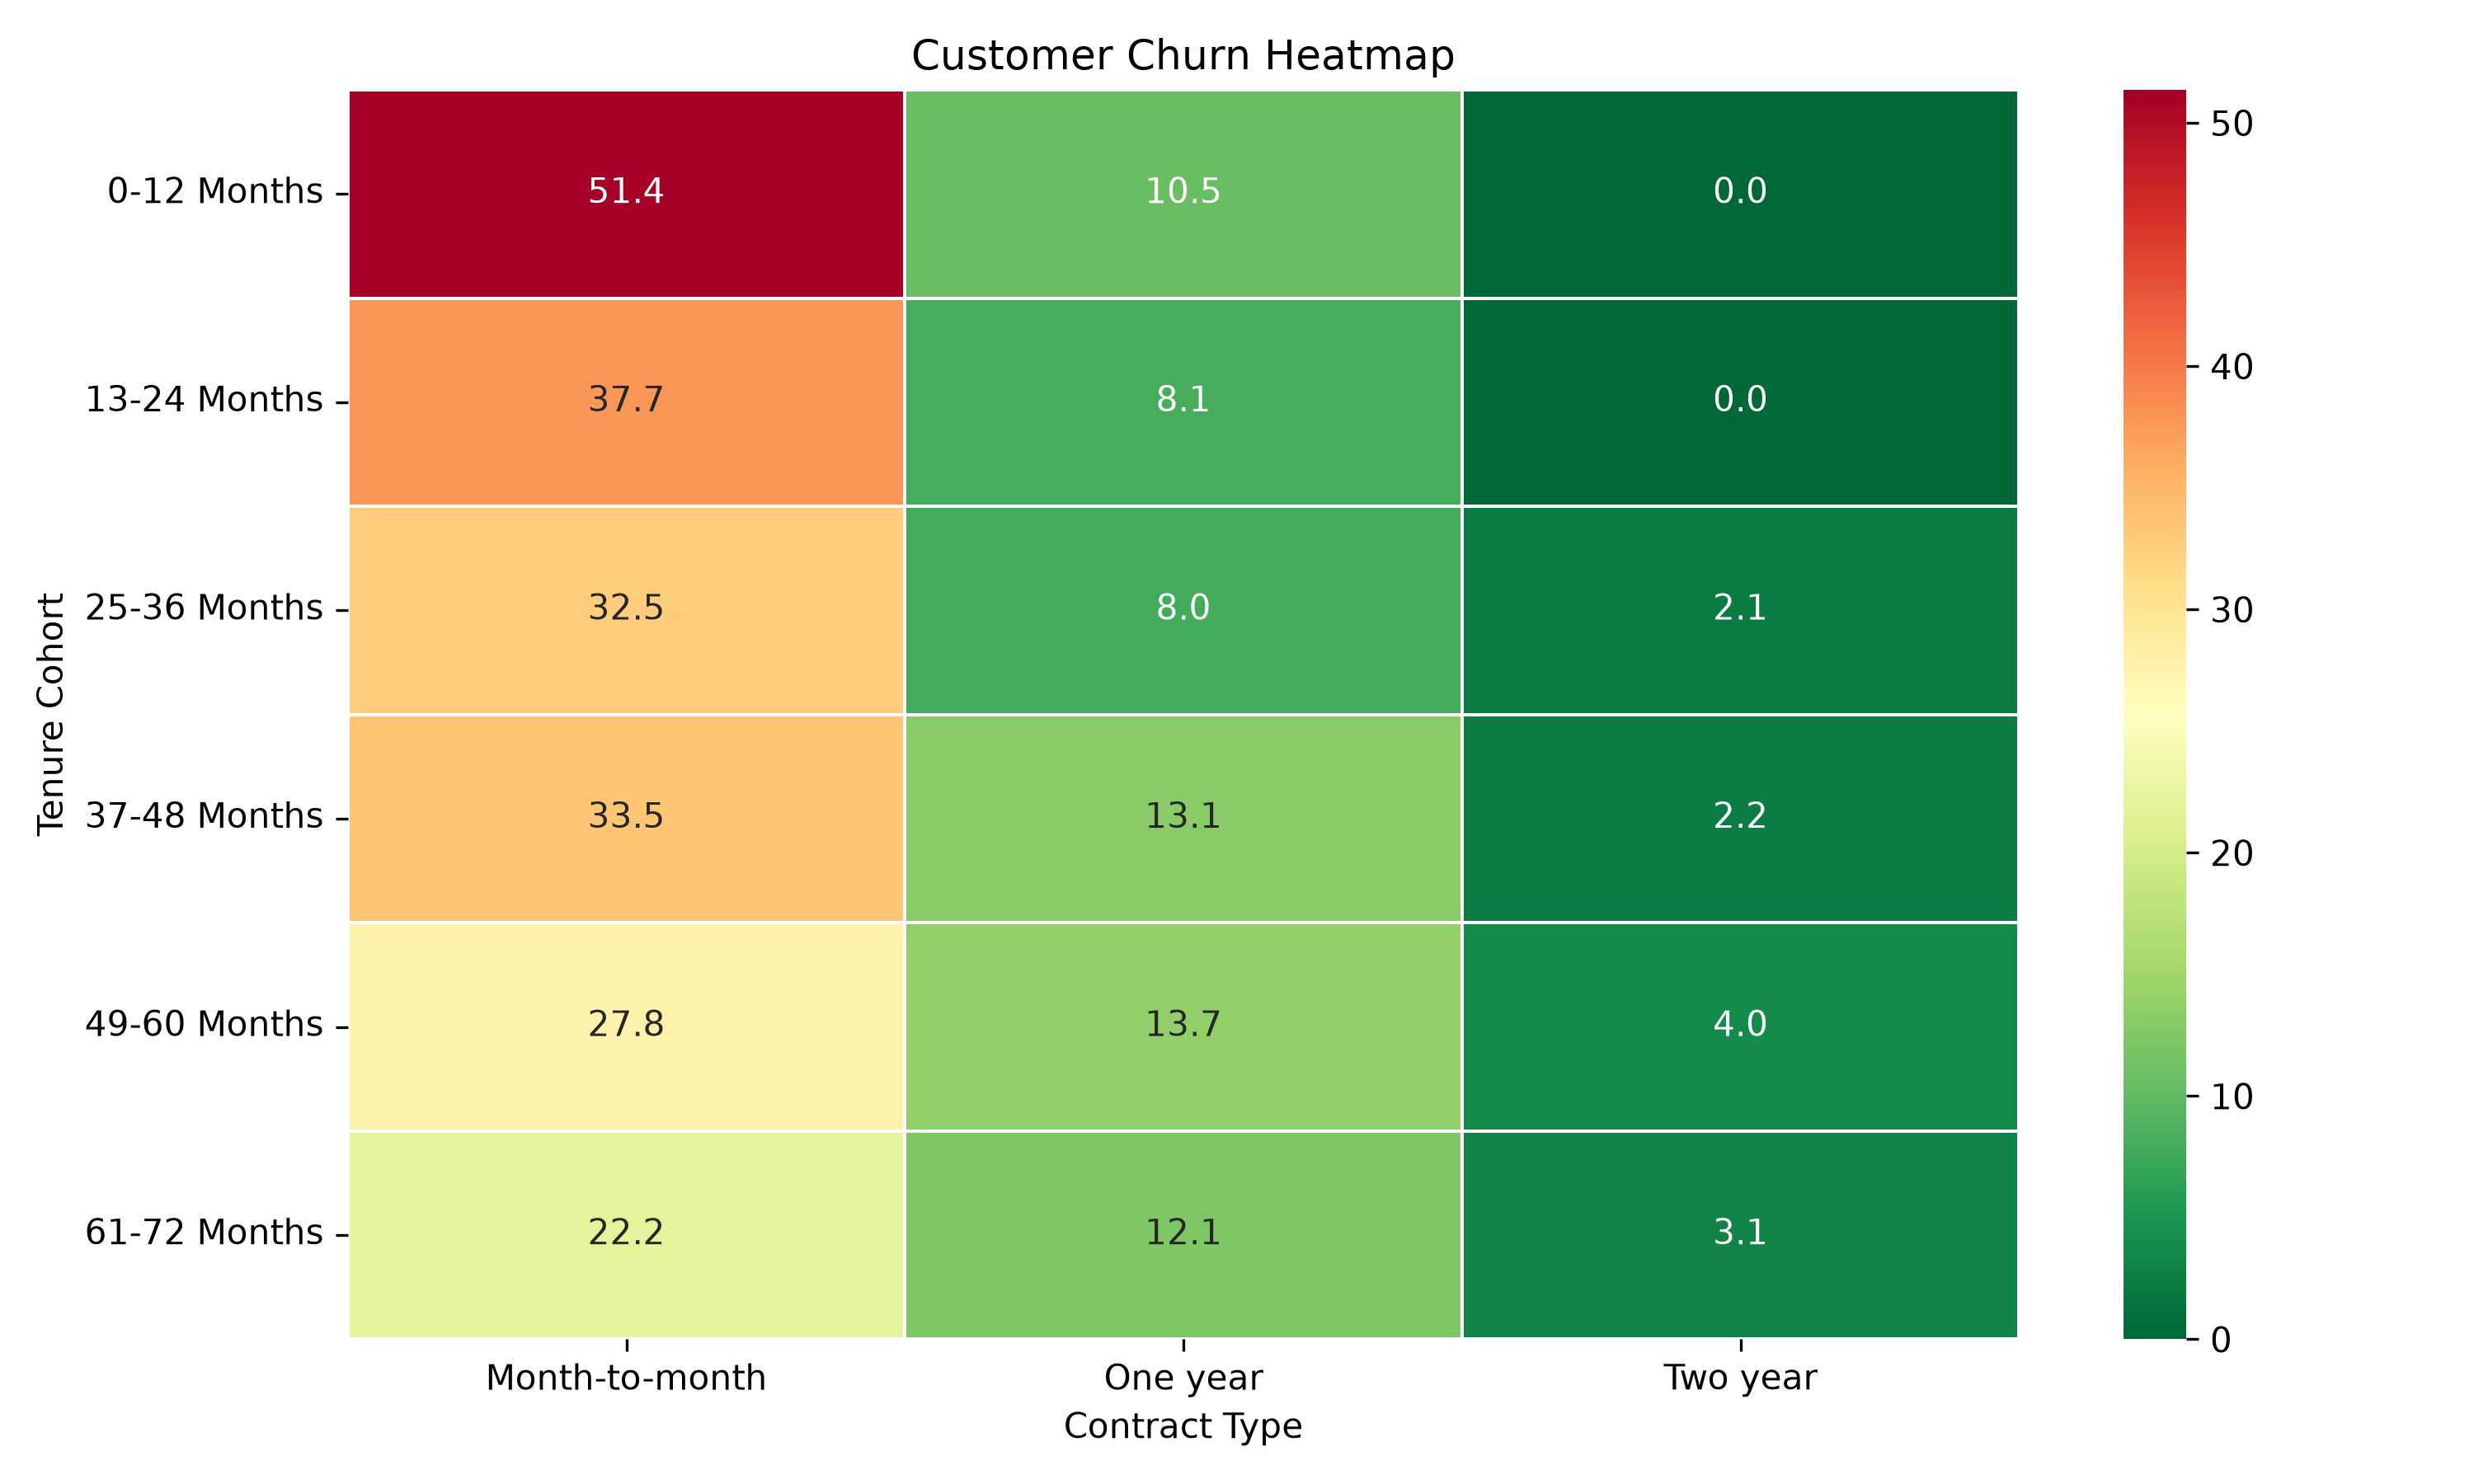 Customer Churn Heatmap
Tenure Cohort
0-12 Months 51.4 10.5 0.0
13-24 Months 37.7 8.1 0.0
25-36 Months 32.5 8.0 2.1
37-48 Months 33.5 13.1 2.2
49-60 Months 27.8 13.7 4.0
61-72 Months 22.2 12.1 3.1
Month-to-month One year Two year
Contract Type
50
40
30
20
10
0